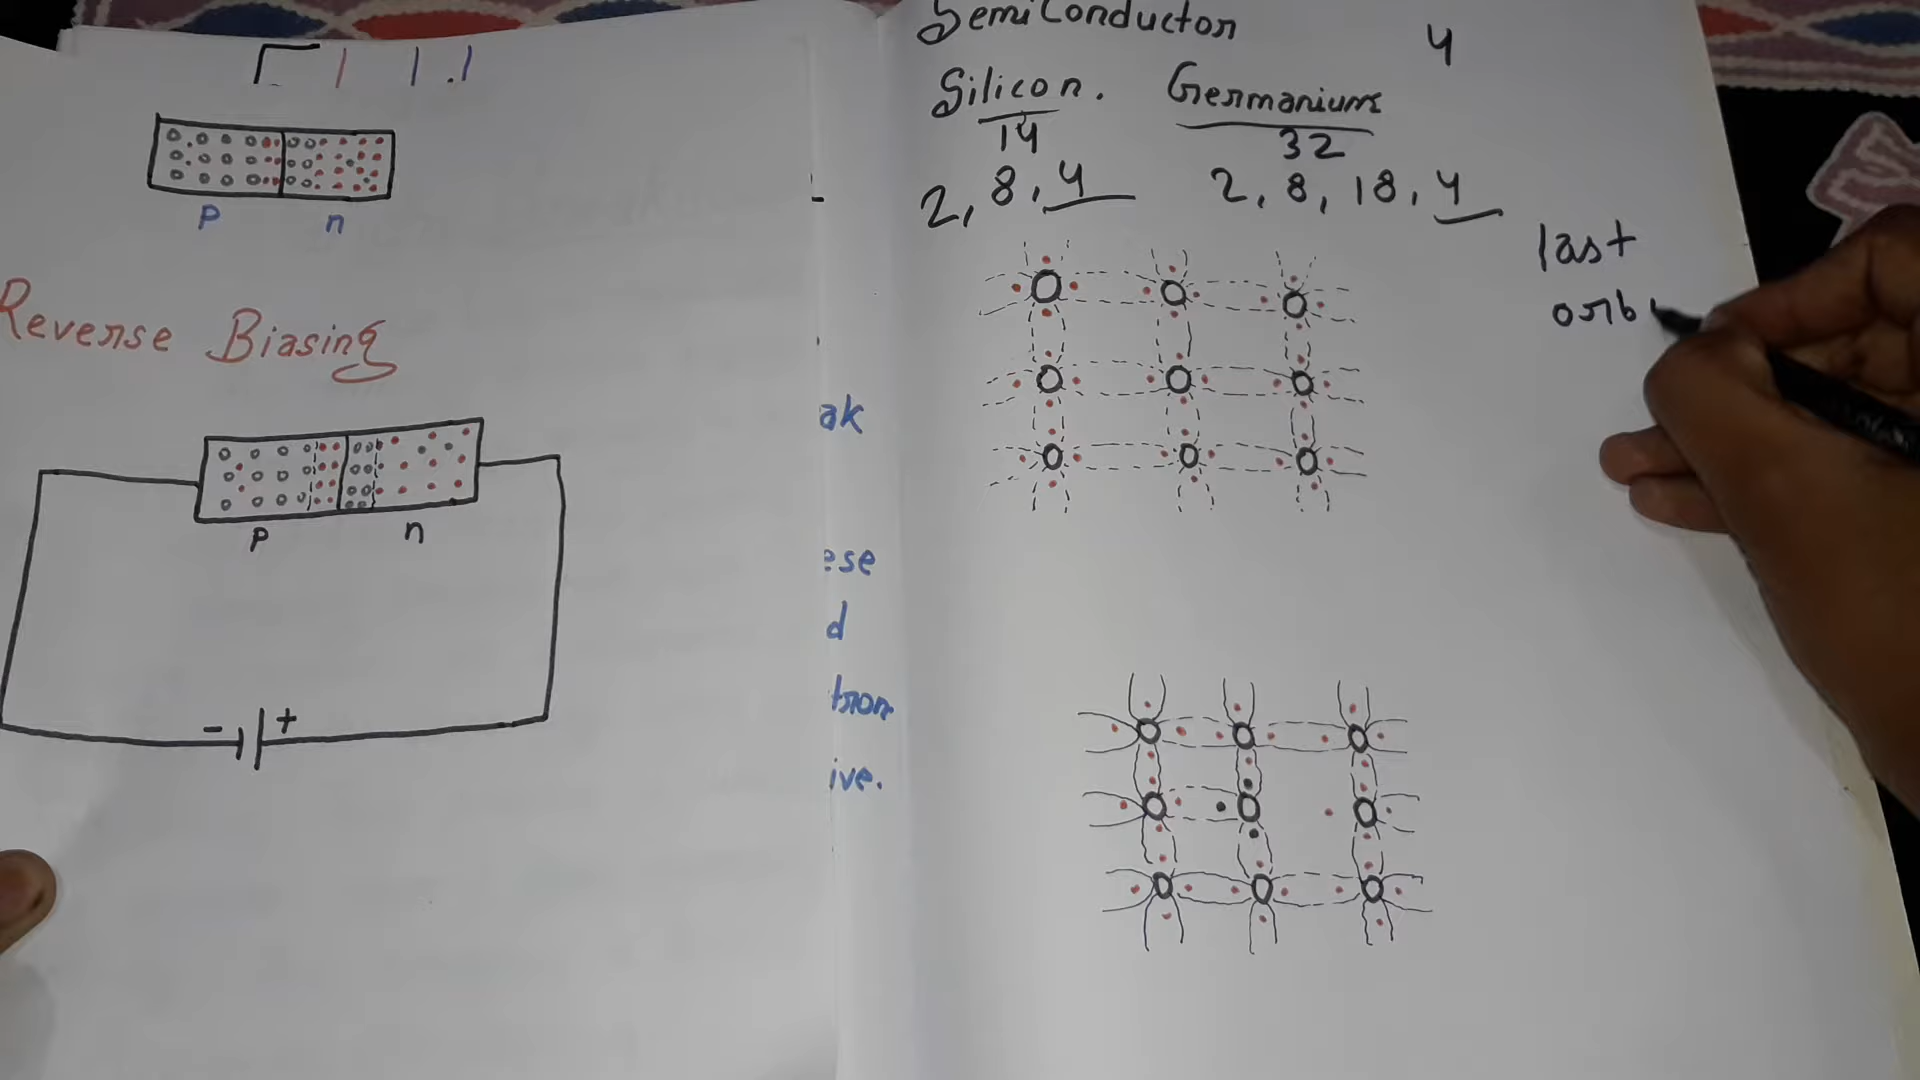 p n
Reverse Biasing
p n
- +
ak
ese
d
tron
ive.
SemiConductor 4
Silicon. Germanium
14 32
2, 8, 4 2, 8, 18, 4
last
orbi